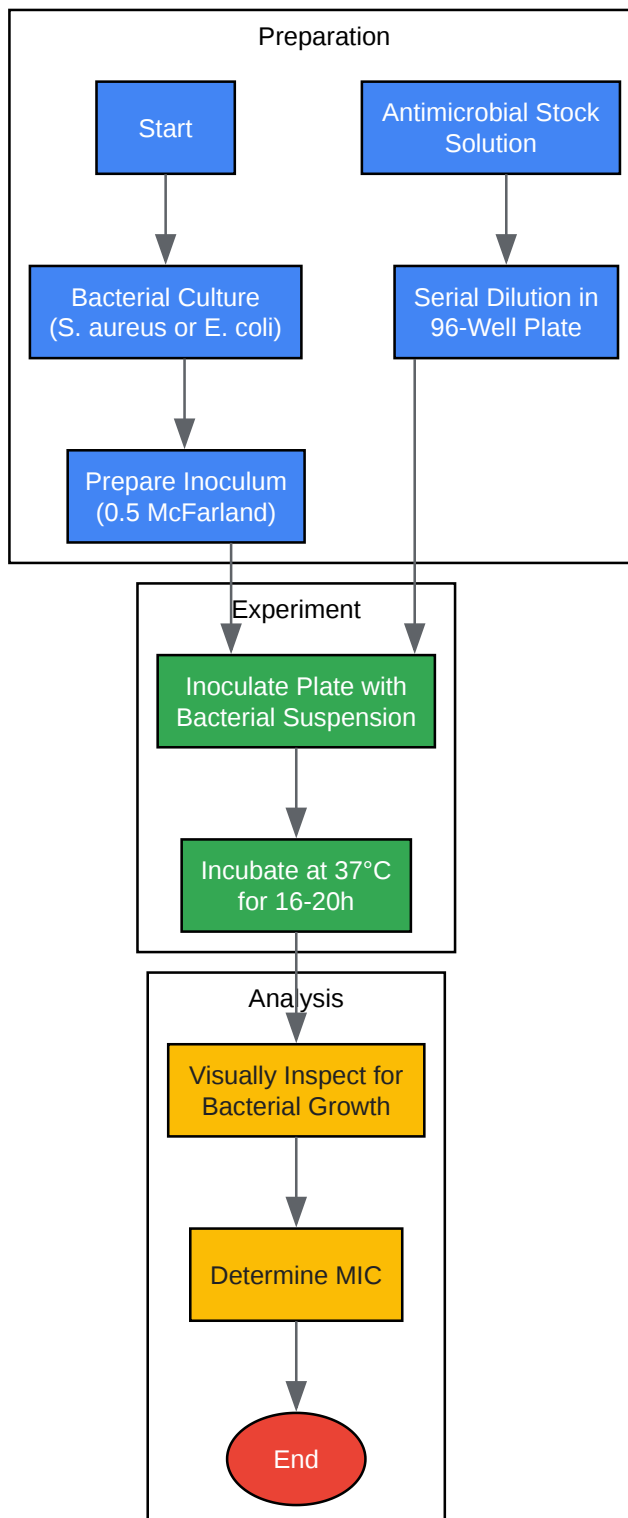 Preparation
Start
Antimicrobial Stock
Solution
Bacterial Culture
(S. aureus or E. coli)
Serial Dilution in
96-Well Plate
Prepare Inoculum
(0.5 McFarland)
Experiment
Inoculate Plate with
Bacterial Suspension
Incubate at 37°C
for 16-20h
Analysis
Visually Inspect for
Bacterial Growth
Determine MIC
End